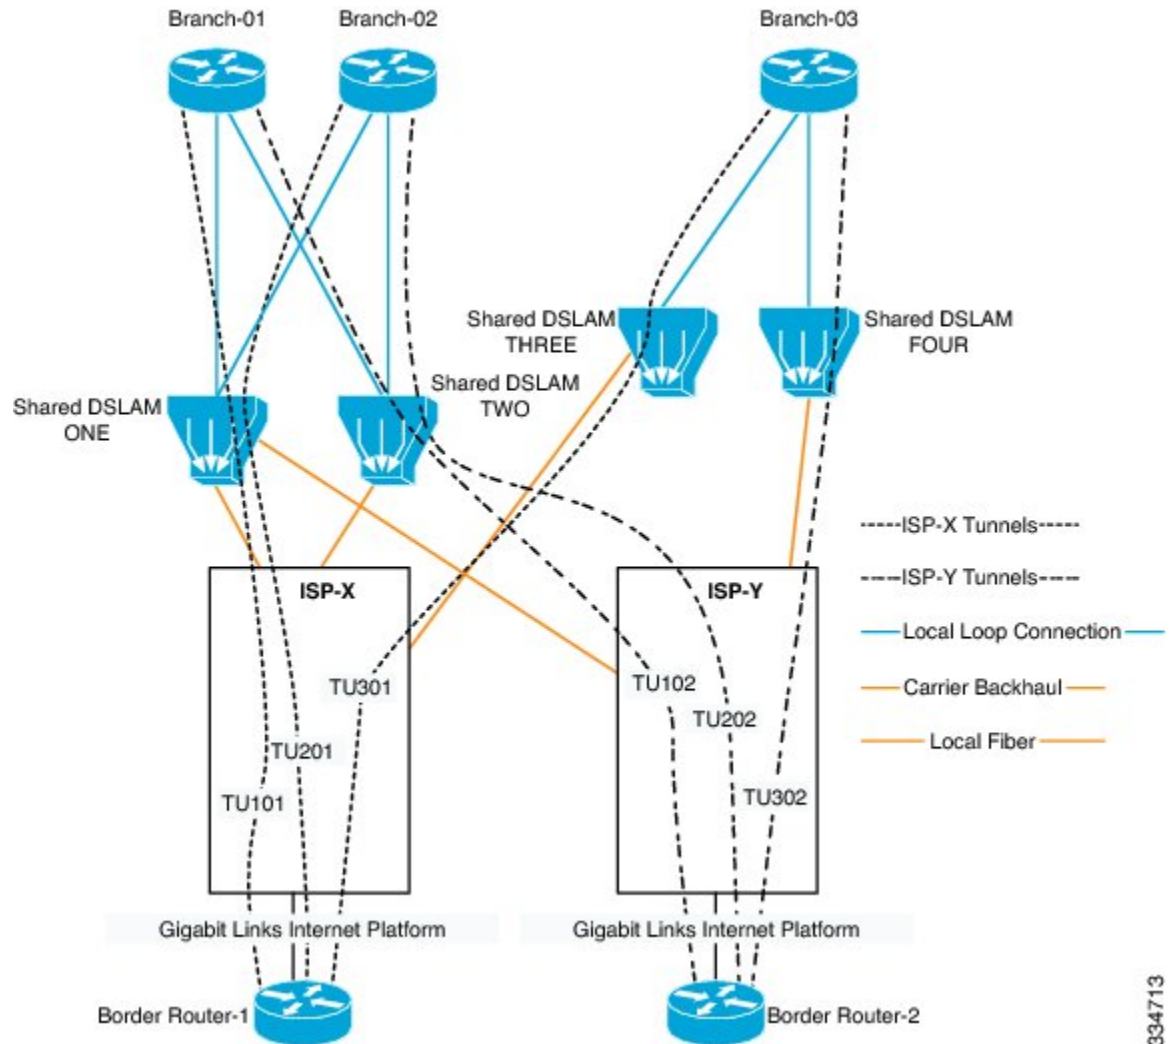 Branch-01
Branch-02
Branch-03
Shared DSLAM
THREE
Shared DSLAM
FOUR
Shared DSLAM
ONE
Shared DSLAM
TWO
ISP-X
ISP-Y
ISP-X Tunnels
ISP-Y Tunnels
Local Loop Connection
Carrier Backhaul
Local Fiber
TU301
TU102
TU201
TU202
TU101
TU302
Gigabit Links Internet Platform
Gigabit Links Internet Platform
Border Router-1
Border Router-2
334713